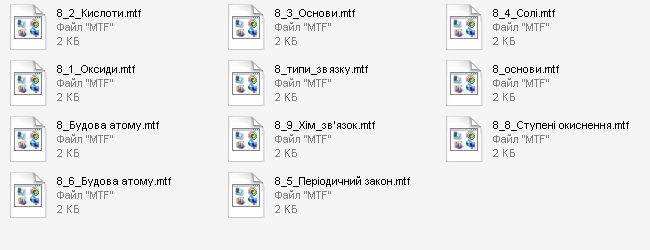 8_2_Кислоти.mtf
Файл "MTF"
2 КБ
8_3_Основи.mtf
Файл "MTF"
2 КБ
8_4_Солі.mtf
Файл "MTF"
2 КБ
8_1_Оксиди.mtf
Файл "MTF"
2 КБ
8_типи_звязку.mtf
Файл "MTF"
2 КБ
8_основи.mtf
Файл "MTF"
2 КБ
8_Будова атому.mtf
Файл "MTF"
2 КБ
8_9_Хім_зв'язок.mtf
Файл "MTF"
2 КБ
8_8_Ступені окиснення.mtf
Файл "MTF"
2 КБ
8_6_Будова атому.mtf
Файл "MTF"
2 КБ
8_5_Періодичний закон.mtf
Файл "MTF"
2 КБ